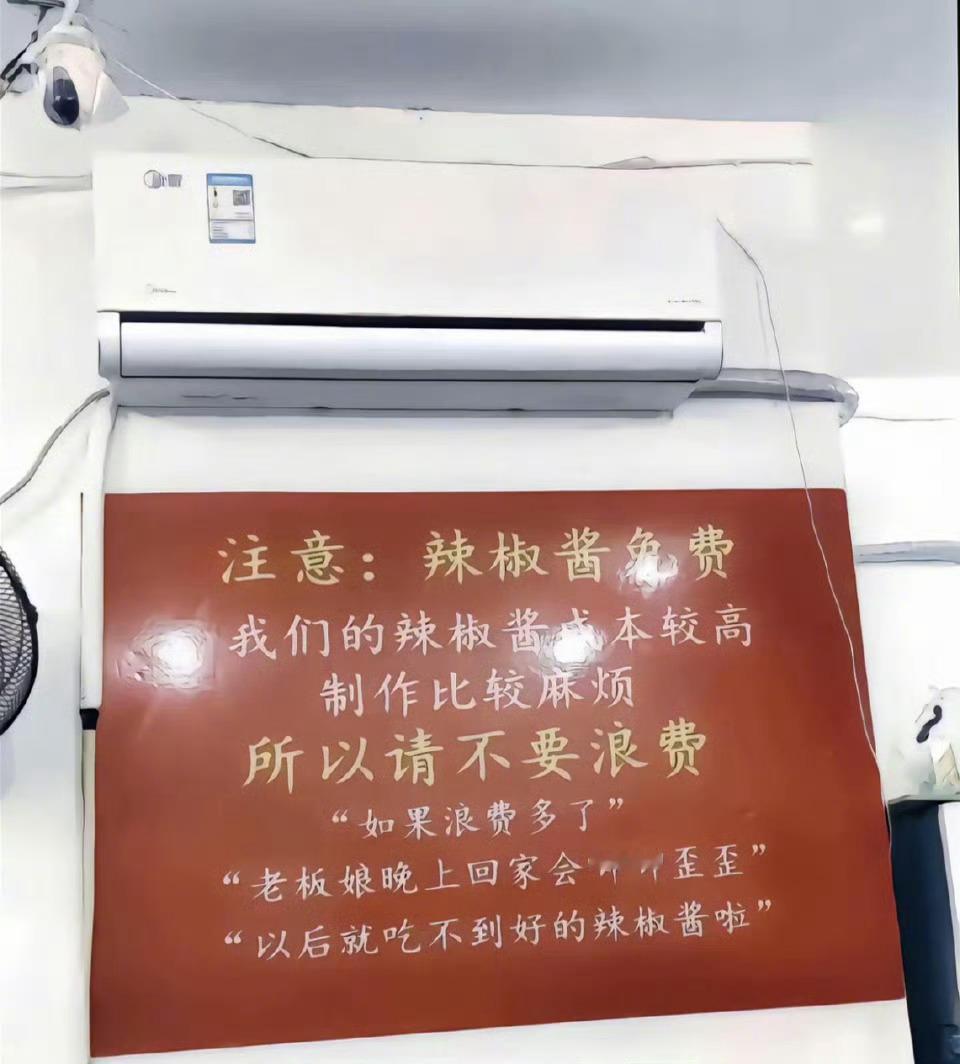 注意：辣椒酱免费
我们的辣椒酱成本较高
制作比较麻烦
所以请不要浪费
“如果浪费多了”
“老板娘晚上回家会歪歪”
“以后就吃不到好的辣椒酱啦”